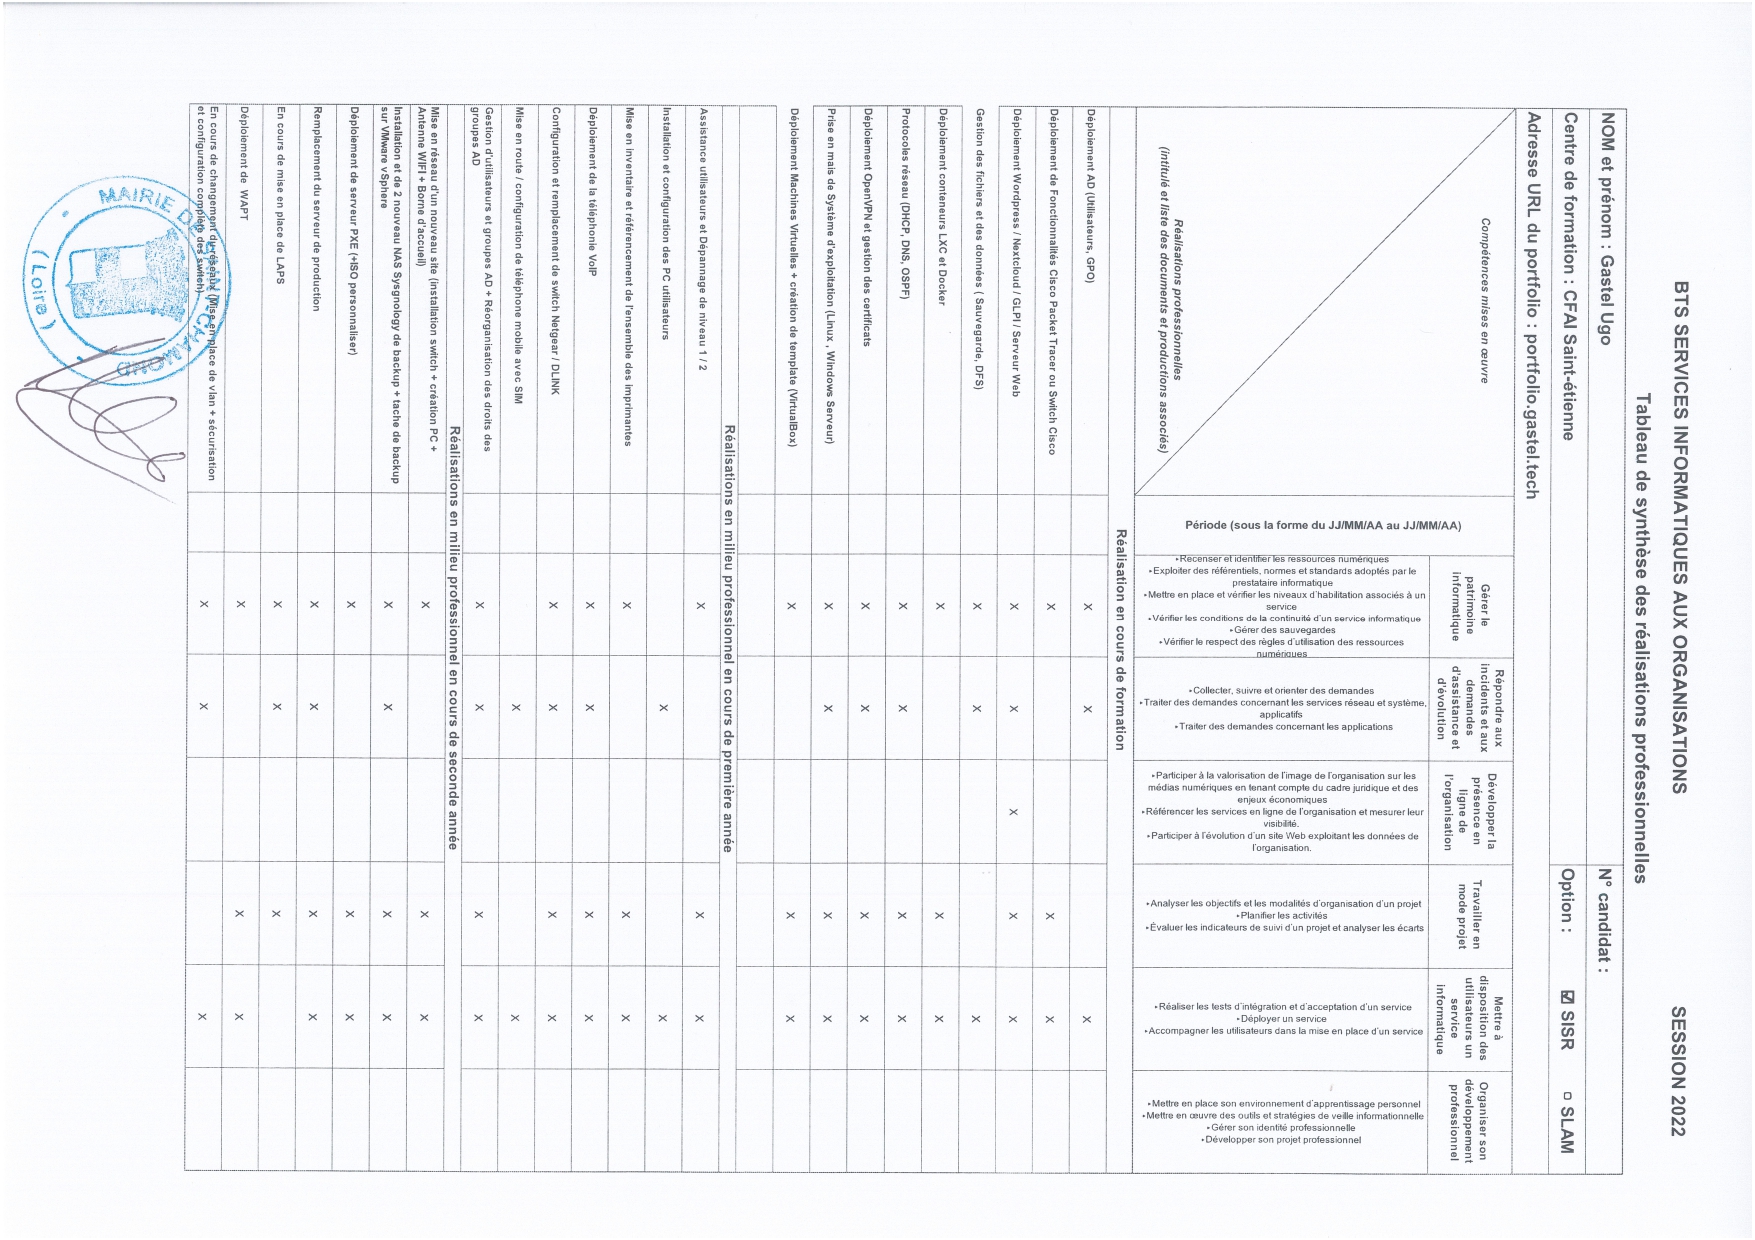 BTS SERVICES INFORMATIQUES AUX ORGANISATIONS SESSION 2022
Tableau de synthèse des réalisations professionnelles
NOM et prénom : Gastel Ugo N° candidat :
Centre de formation : CFAI Saint-étienne Option : ☑ SISR ☐ SLAM
Adresse URL du portfolio : portfolio.gastel.tech
Compétences mises en œuvre
Réalisations professionnelles
(intitulé et liste des documents et productions associés)
Période (sous la forme du JJ/MM/AA au JJ/MM/AA)
Gérer le
patrimoine
informatique
Répondre aux
incidents et aux
demandes
d'assistance et
d'évolution
Développer la
présence en
ligne de
l'organisation
Travailler en
mode projet
Mettre à
disposition des
utilisateurs un
service
informatique
Organiser son
développement
professionnel
•Recenser et identifier les ressources numériques
•Exploiter des référentiels, normes et standards adoptés par le
prestataire informatique
•Mettre en place et vérifier les niveaux d'habilitation associés à un
service
•Vérifier les conditions de la continuité d'un service informatique
•Gérer des sauvegardes
•Vérifier le respect des règles d'utilisation des ressources
numériques
•Collecter, suivre et orienter des demandes
•Traiter des demandes concernant les services réseau et système,
applicatifs
•Traiter des demandes concernant les applications
•Participer à la valorisation de l'image de l'organisation sur les
médias numériques en tenant compte du cadre juridique et des
enjeux économiques
•Référencer les services en ligne de l'organisation et mesurer leur
visibilité.
•Participer à l'évolution d'un site Web exploitant les données de
l'organisation.
•Analyser les objectifs et les modalités d'organisation d'un projet
•Planifier les activités
•Évaluer les indicateurs de suivi d'un projet et analyser les écarts
•Réaliser les tests d'intégration et d'acceptation d'un service
•Déployer un service
•Accompagner les utilisateurs dans la mise en place d'un service
•Mettre en place son environnement d'apprentissage personnel
•Mettre en œuvre des outils et stratégies de veille informationnelle
•Gérer son identité professionnelle
•Développer son projet professionnel
Réalisation en cours de formation
Déploiement AD (Utilisateurs, GPO) X X X
Déploiement de Fonctionnalités Cisco Packet Tracer ou Switch Cisco X X X
Déploiement Wordpress / Nextcloud / GLPI / Serveur Web X X X X X
Gestion des fichiers et des données ( Sauvegarde, DFS) X X X
Déploiement conteneurs LXC et Docker X X X
Protocoles réseau (DHCP, DNS, OSPF) X X X X
Déploiement OpenVPN et gestion des certificats X X X X
Prise en mais de Système d'exploitation (Linux , Windows Serveur) X X X X
Déploiement Machines Virtuelles + création de template (VirtualBox) X X X
Réalisations en milieu professionnel en cours de première année
Assistance utilisateurs et Dépannage de niveau 1 / 2 X X X
Installation et configuration des PC utilisateurs X X
Mise en inventaire et référencement de l'ensemble des imprimantes X X X
Déploiement de la téléphonie VoIP X X X X
Configuration et remplacement de switch Netgear / DLINK X X X X
Mise en route / configuration de téléphone mobile avec SIM X X
Gestion d'utilisateurs et groupes AD + Réorganisation des droits des
groupes AD X X X X
Réalisations en milieu professionnel en cours de seconde année
Mise en réseau d'un nouveau site (installation switch + création PC +
Antenne WIFI + Borne d'accueil) X X X
Installation et de 2 nouveau NAS Sysgnology de backup + tache de backup
sur VMware vSphere X X X X
Déploiement de serveur PXE (+ISO personnaliser) X X X
Remplacement du serveur de production X X X X
En cours de mise en place de LAPS X X X
Déploiement de WAPT X X X
En cours de changement du réseaux (Mise en place de vlan + sécurisation
et configuration complète des switch) X X X
MAIRIE DE SAINT-CHAMOND
(Loire)